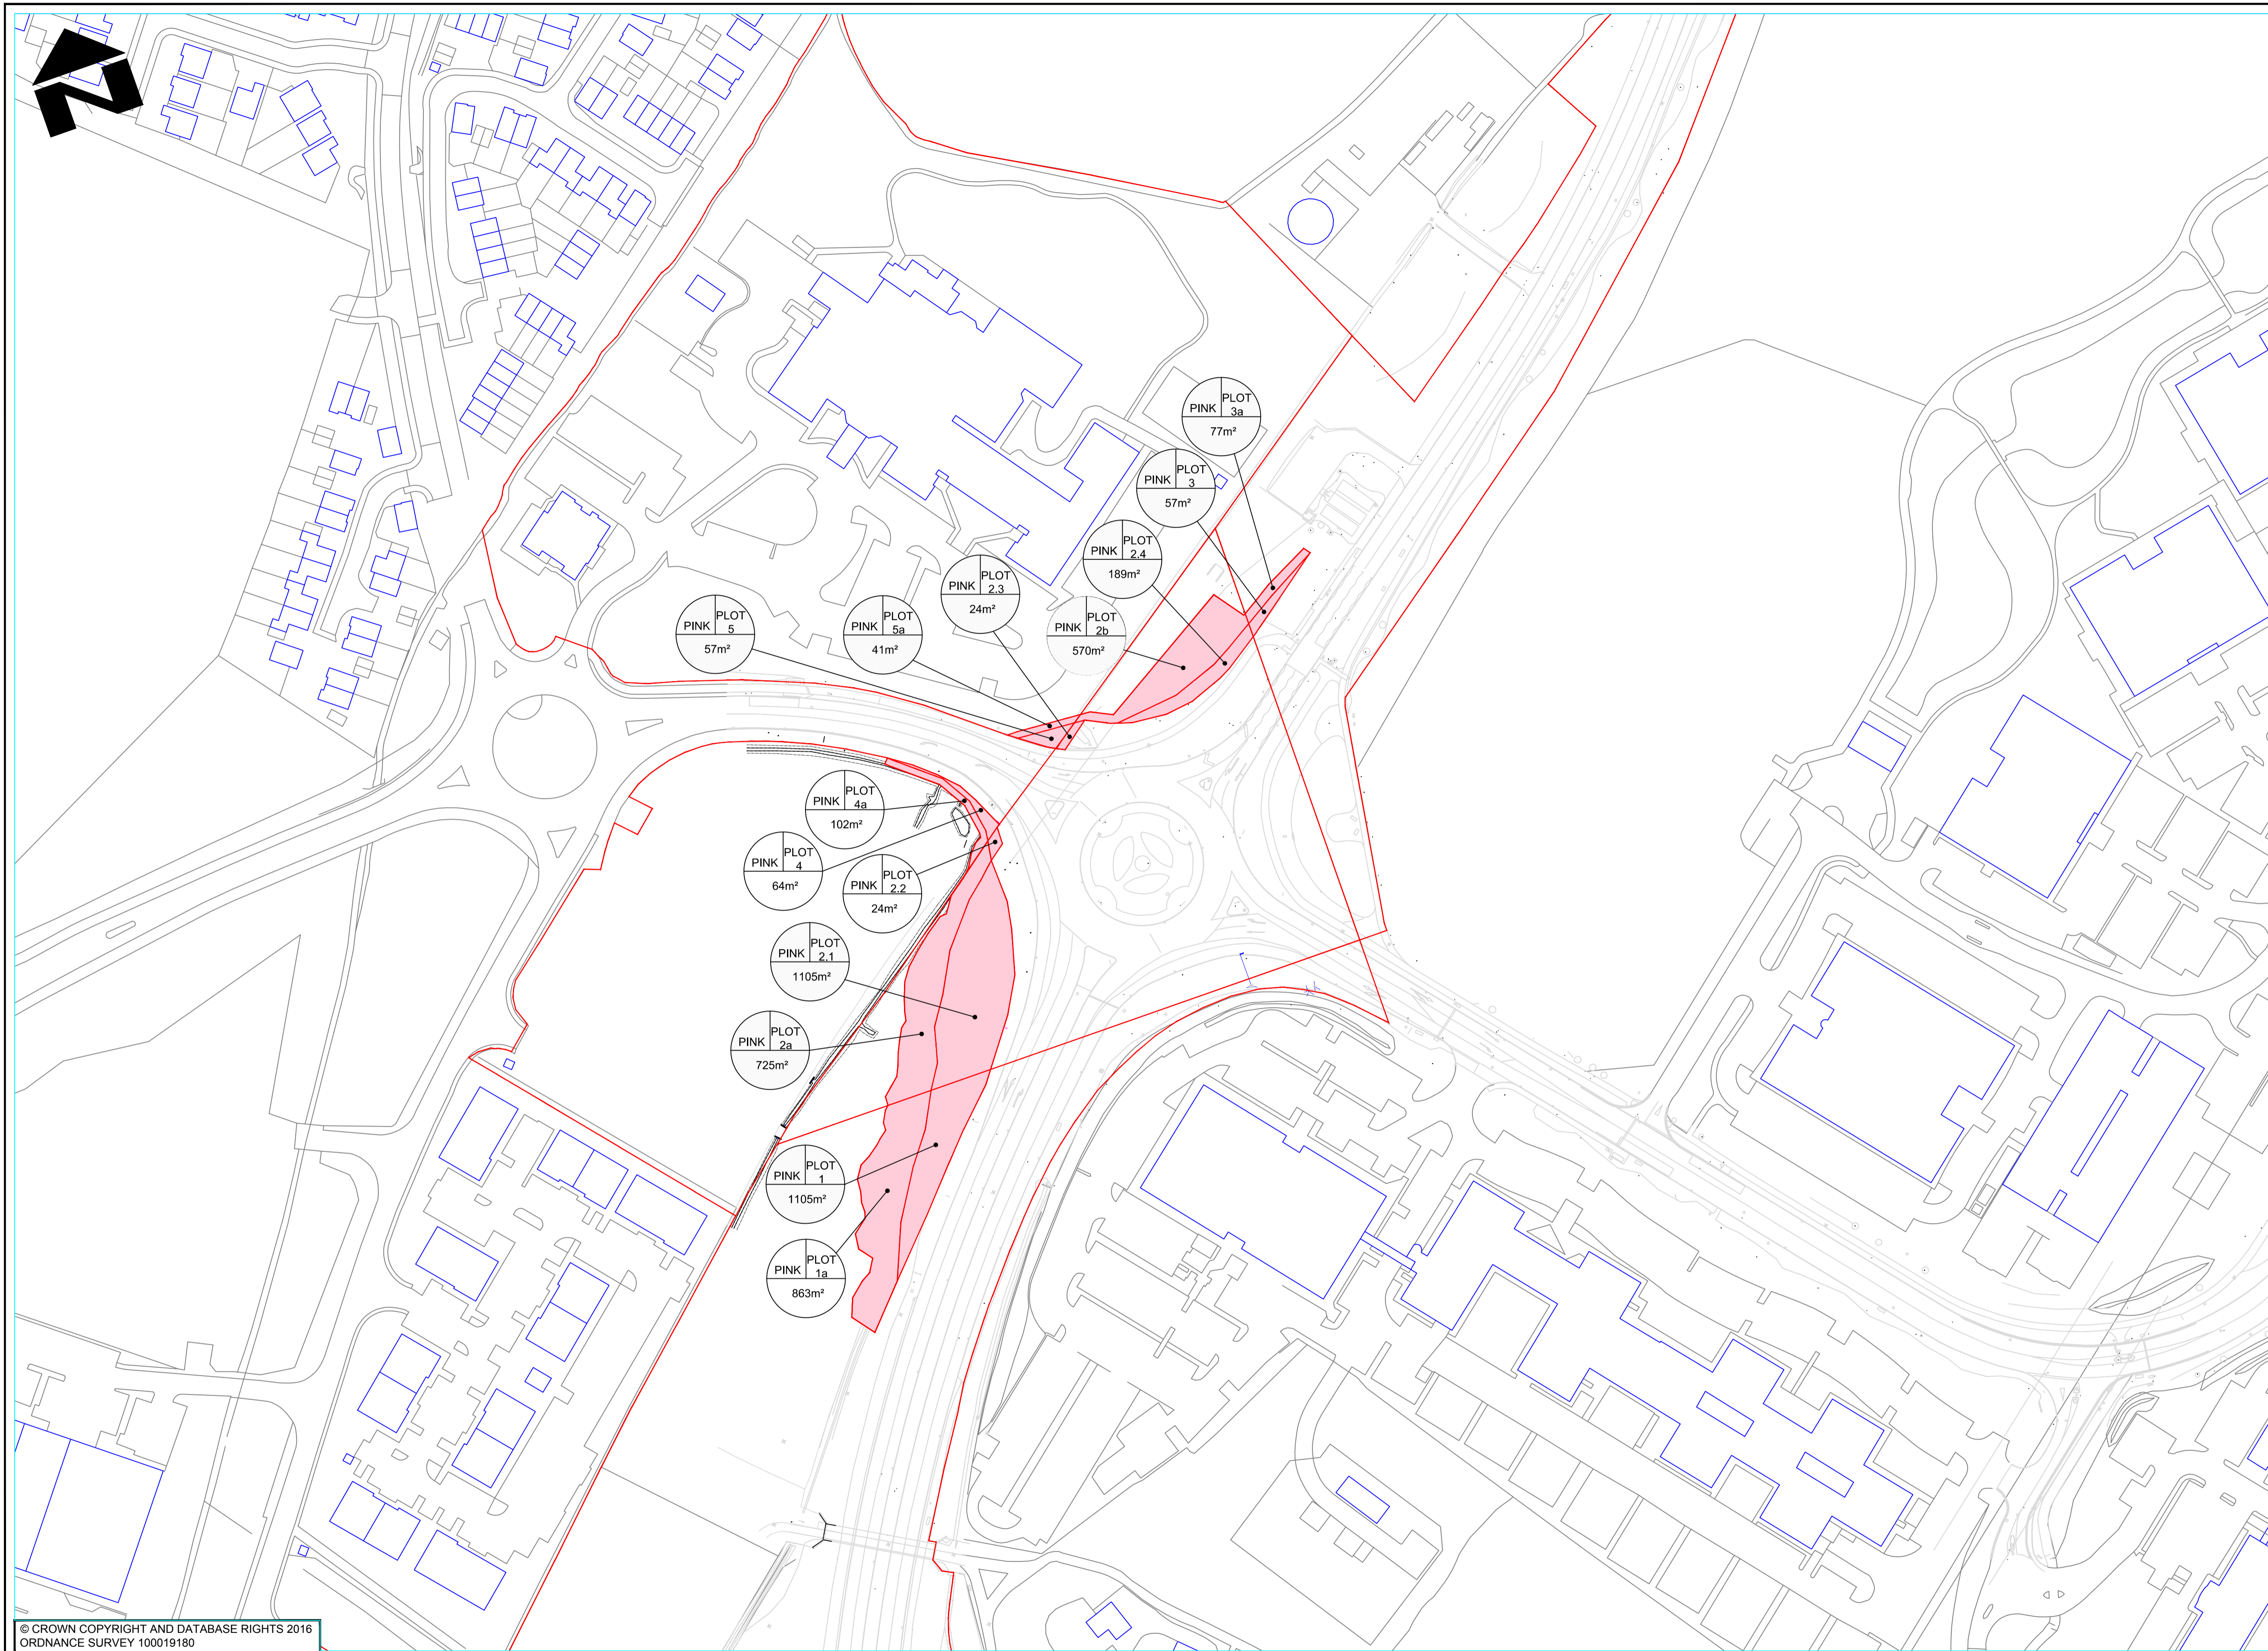 PINK PLOT
3a
77m²
PINK PLOT
3
57m²
PINK PLOT
2.4
189m²
PINK PLOT
2.3
24m²
PINK PLOT
2b
570m²
PINK PLOT
5a
41m²
PINK PLOT
5
57m²
PINK PLOT
4a
102m²
PINK PLOT
4
64m²
PINK PLOT
2.2
24m²
PINK PLOT
2.1
1105m²
PINK PLOT
2a
725m²
PINK PLOT
1
1105m²
PINK PLOT
1a
863m²
© CROWN COPYRIGHT AND DATABASE RIGHTS 2016
ORDNANCE SURVEY 100019180